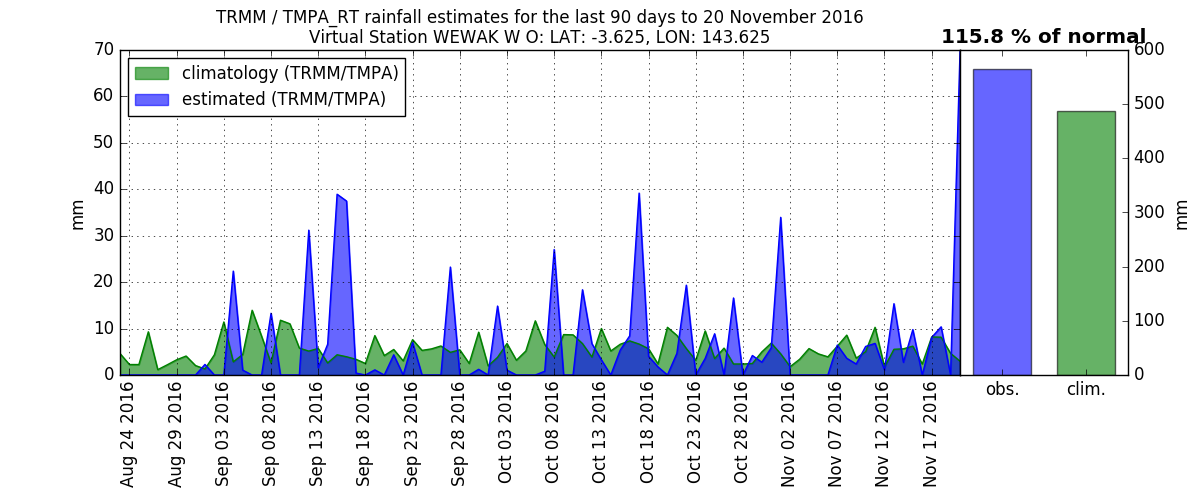 TRMM / TMPA_RT rainfall estimates for the last 90 days to 20 November 2016
Virtual Station WEWAK W O: LAT: -3.625, LON: 143.625
115.8 % of normal
climatology (TRMM/TMPA)
estimated (TRMM/TMPA)
70
60
50
40
30
20
10
0
mm
600
500
400
300
200
100
0
mm
obs.
clim.
Aug 24 2016
Aug 29 2016
Sep 03 2016
Sep 08 2016
Sep 13 2016
Sep 18 2016
Sep 23 2016
Sep 28 2016
Oct 03 2016
Oct 08 2016
Oct 13 2016
Oct 18 2016
Oct 23 2016
Oct 28 2016
Nov 02 2016
Nov 07 2016
Nov 12 2016
Nov 17 2016